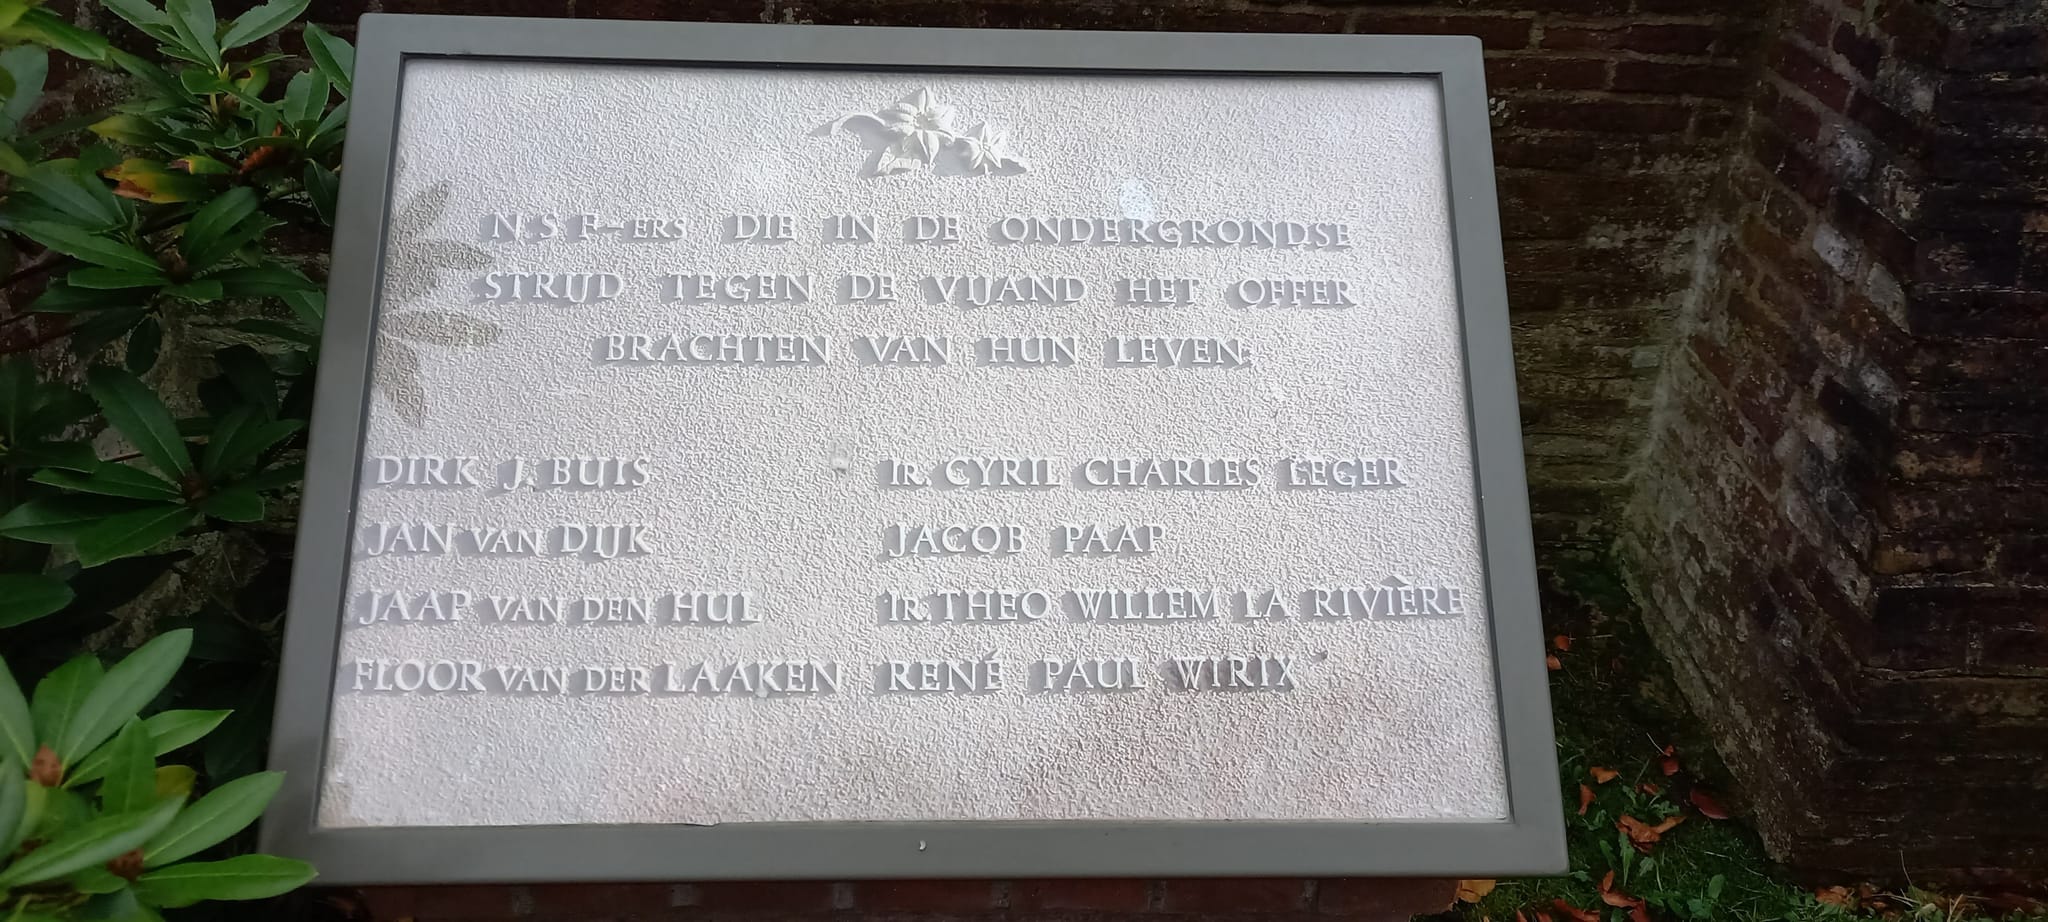 N.S F-ERS DIE IN DE ONDERGRONDSE
STRIJD TEGEN DE VIJAND HET OFFER
BRACHTEN VAN HUN LEVEN
DIRK J. BUIS
JAN VAN DIJK
JAAP VAN DEN HUL
FLOOR VAN DER LAAKEN
IR. CYRIL CHARLES LEGER
JACOB PAAP
IR. THEO WILLEM LA RIVIÈRE
RENÉ PAUL WIRIX